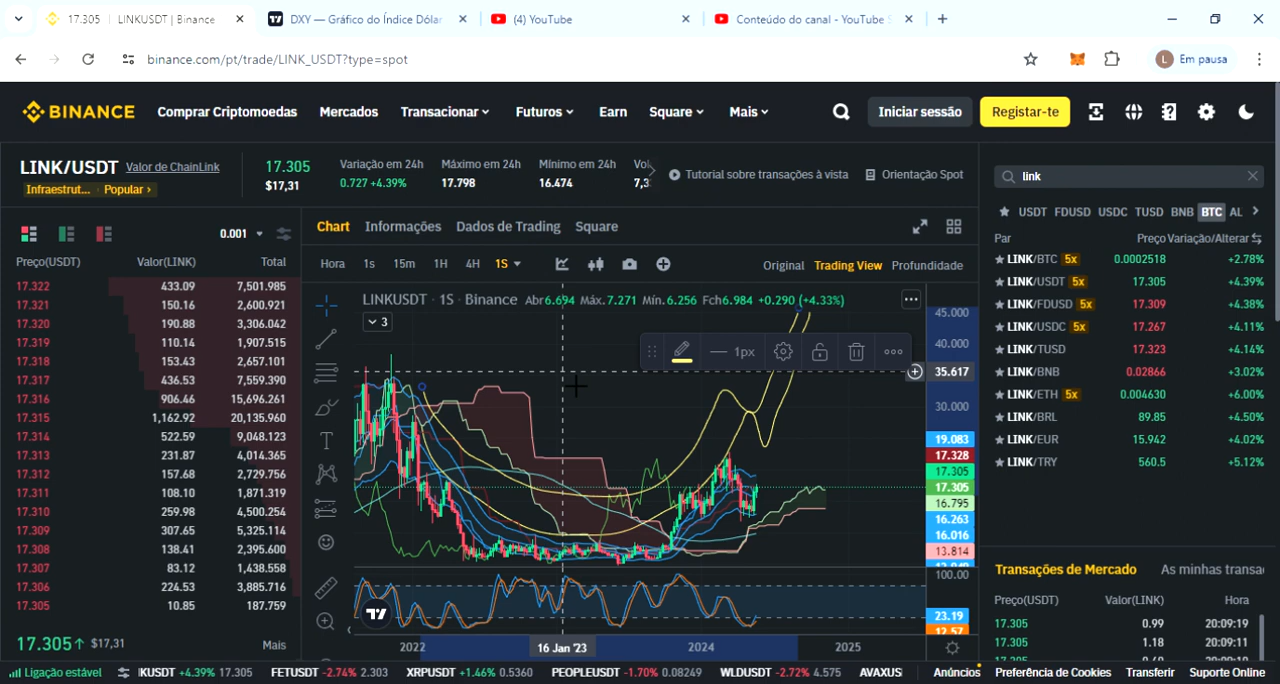 17.305 | LINKUSDT | Binance
DXY — Gráfico do Índice Dólar
(4) YouTube
Conteúdo do canal - YouTube S
binance.com/pt/trade/LINK_USDT?type=spot
L Em pausa
BINANCE Comprar Criptomoedas Mercados Transacionar Futuros Earn Square Mais Iniciar sessão Registar-te
LINK/USDT Valor de ChainLink
Infraestrut... Popular ›
17.305
$17,31
Variação em 24h
0.727 +4.39%
Máximo em 24h
17.798
Mínimo em 24h
16.474
Vol
7,3
Tutorial sobre transações à vista
Orientação Spot
0.001
Preço(USDT) Valor(LINK) Total
17.322 433.09 7,501.985
17.321 150.16 2,600.921
17.320 190.88 3,306.042
17.319 110.14 1,907.515
17.318 153.43 2,657.101
17.317 436.53 7,559.390
17.316 906.46 15,696.261
17.315 1,162.92 20,135.960
17.314 522.59 9,048.123
17.313 231.87 4,014.365
17.312 157.68 2,729.756
17.311 108.10 1,871.319
17.310 259.98 4,500.254
17.309 307.65 5,325.114
17.308 138.41 2,395.600
17.307 83.12 1,438.558
17.306 224.53 3,885.716
17.305 10.85 187.759
17.305↑ $17,31 Mais
Chart Informações Dados de Trading Square
Hora 1s 15m 1H 4H 1S
Original Trading View Profundidade
LINKUSDT · 1S · Binance Abr6.694 Máx.7.271 Mín.6.256 Fch6.984 +0.290 (+4.33%)
3
1px
45.000
40.000
35.617
30.000
19.083
17.328
17.305
17.305
16.795
16.263
16.016
13.814
100.00
23.19
12.57
2022 16 Jan '23 2024 2025
link
USDT FDUSD USDC TUSD BNB BTC AL
Par Preço Variação/Alterar
LINK/BTC 5x 0.0002518 +2.78%
LINK/USDT 5x 17.305 +4.39%
LINK/FDUSD 5x 17.309 +4.38%
LINK/USDC 5x 17.267 +4.11%
LINK/TUSD 17.323 +4.14%
LINK/BNB 0.02866 +3.02%
LINK/ETH 5x 0.004630 +6.00%
LINK/BRL 89.85 +4.50%
LINK/EUR 15.942 +4.02%
LINK/TRY 560.5 +5.12%
Transações de Mercado As minhas transa
Preço(USDT) Valor(LINK) Hora
17.305 0.99 20:09:19
17.305 1.18 20:09:11
Ligação estável
KUSDT +4.39% 17.305 FETUSDT -2.74% 2.303 XRPUSDT +1.46% 0.5360 PEOPLEUSDT -1.70% 0.08249 WLDUSDT -2.72% 4.575 AVAXUS
Anúncios Preferência de Cookies Transferir Suporte Online